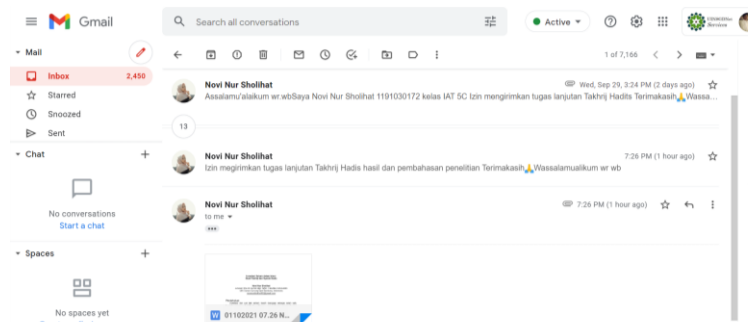 Gmail
Search all conversations
Active
Mail
1 of 7,166
Inbox 2,450
Starred
Snoozed
Sent
Chat
No conversations
Start a chat
Spaces
No spaces yet
Novi Nur Sholihat Wed, Sep 29, 3:24 PM (2 days ago)
Assalamu'alaikum wr.wbSaya Novi Nur Sholihat 1191030172 kelas IAT 5C Izin mengirimkan tugas lanjutan Takhrij Hadits Terimakasih🙏Wassa...
13
Novi Nur Sholihat 7:26 PM (1 hour ago)
Izin megirimkan tugas lanjutan Takhrij Hadis hasil dan pembahasan penelitian Terimakasih🙏Wassalamualikum wr wb
Novi Nur Sholihat 7:26 PM (1 hour ago)
to me
W 01102021 07.26 N...